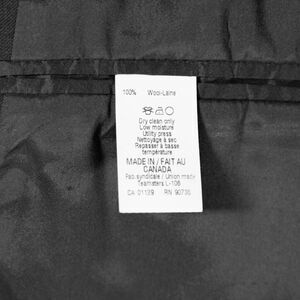 100% Wool-Laine
Dry clean only
Low moisture
Utility press
Nettoyage à sec
Repasser à basse
température
MADE IN / FAIT AU
CANADA
Fab. syndicale / Union made
Teamsters L-106
CA 01129 RN 90735